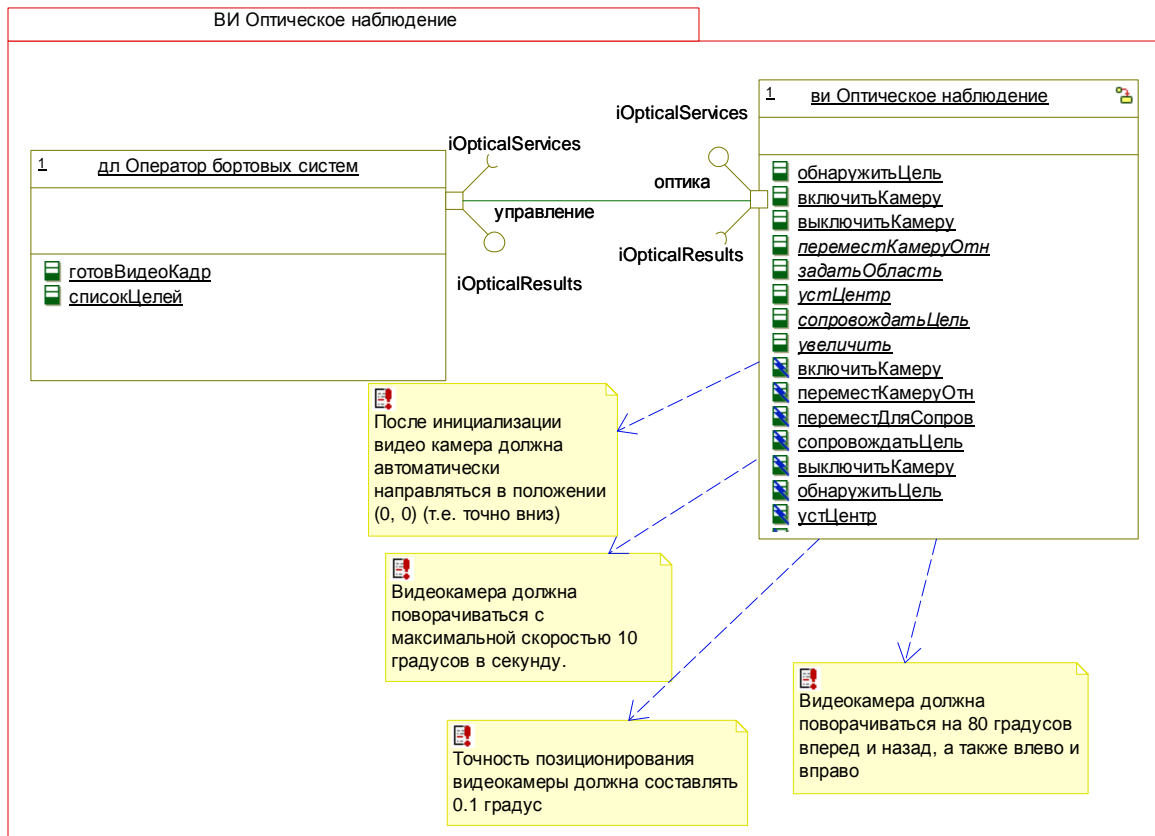 ВИ Оптическое наблюдение
1
дл Оператор бортовых систем
готовВидеоКадр
списокЦелей
iOpticalServices
управление
iOpticalResults
iOpticalServices
оптика
iOpticalResults
1
ви Оптическое наблюдение
обнаружитьЦель
включитьКамеру
выключитьКамеру
переместКамеруОтн
задатьОбласть
устЦентр
сопровождатьЦель
увеличить
включитьКамеру
переместКамеруОтн
переместДляСопров
сопровождатьЦель
выключитьКамеру
обнаружитьЦель
устЦентр
После инициализации
видео камера должна
автоматически
направляться в положении
(0, 0) (т.е. точно вниз)
Видеокамера должна
поворачиваться с
максимальной скоростью 10
градусов в секунду.
Точность позиционирования
видеокамеры должна составлять
0.1 градус
Видеокамера должна
поворачиваться на 80 градусов
вперед и назад, а также влево и
вправо